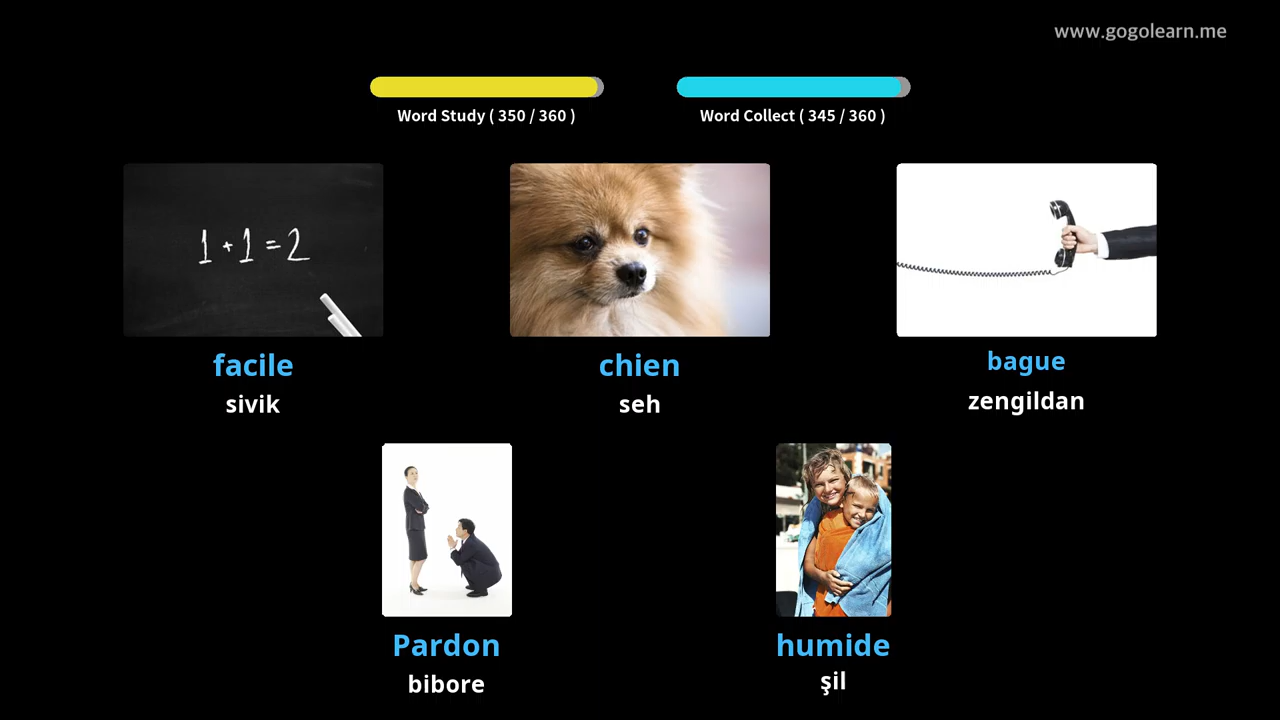 www.gogolearn.me
Word Study ( 350 / 360 )
Word Collect ( 345 / 360 )
1 + 1 = 2
facile
sivik
chien
seh
bague
zengildan
Pardon
bibore
humide
şil